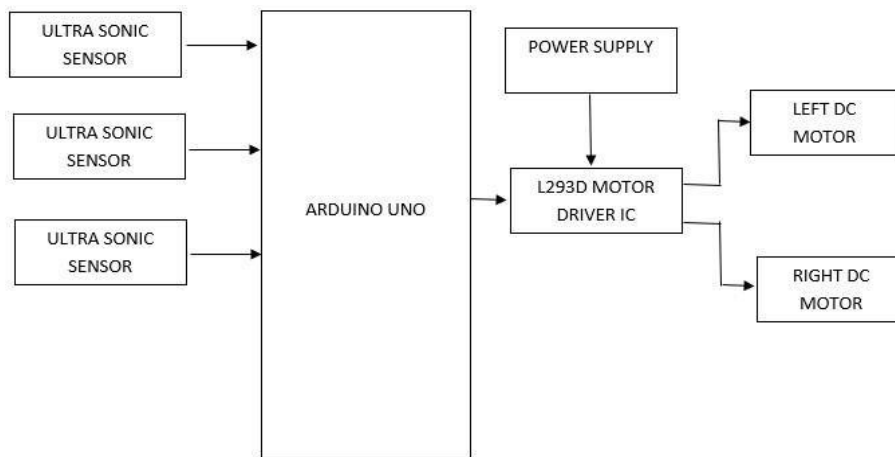 ULTRA SONIC
SENSOR
ULTRA SONIC
SENSOR
ULTRA SONIC
SENSOR
ARDUINO UNO
POWER SUPPLY
L293D MOTOR
DRIVER IC
LEFT DC
MOTOR
RIGHT DC
MOTOR